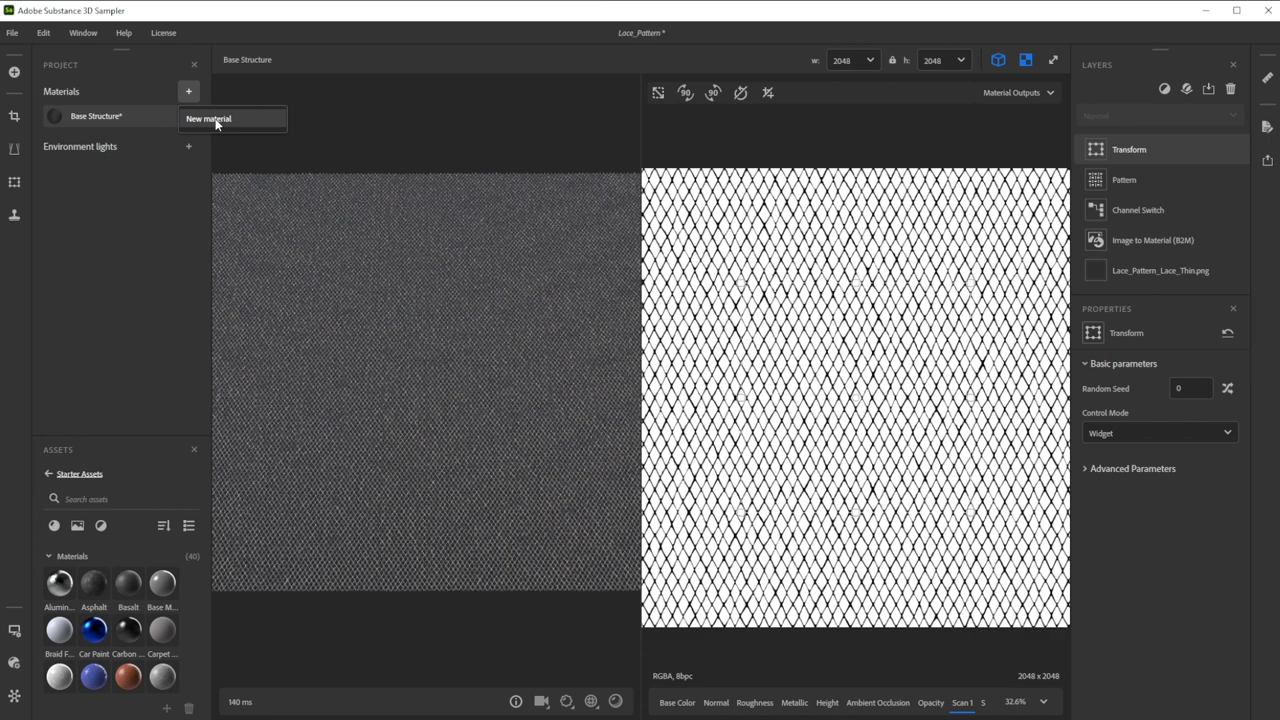 Adobe Substance 3D Sampler
File Edit Window Help License
Lace_Pattern *
PROJECT
Materials
Base Structure*
New material
Environment lights
Base Structure
w: 2048 h: 2048
Material Outputs
90 90
RGBA, 8bpc
2048 x 2048
140 ms
Base Color Normal Roughness Metallic Height Ambient Occlusion Opacity Scan 1 S 32.6%
ASSETS
Starter Assets
Search assets
Materials (40)
Alumin... Asphalt Basalt Base M...
Braid F... Car Paint Carbon ... Carpet ...
LAYERS
Normal
Transform
Pattern
Channel Switch
Image to Material (B2M)
Lace_Pattern_Lace_Thin.png
PROPERTIES
Transform
Basic parameters
Random Seed 0
Control Mode
Widget
Advanced Parameters